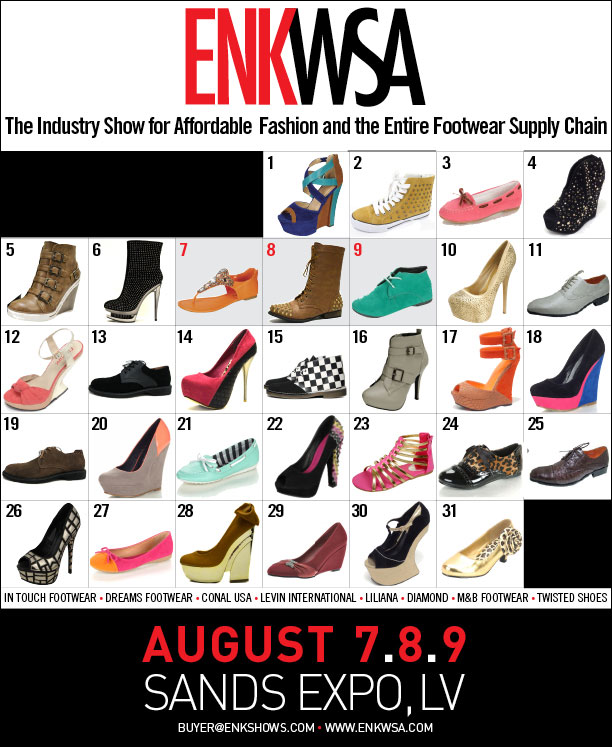 ENKWSA
The Industry Show for Affordable Fashion and the Entire Footwear Supply Chain
1 2 3 4
5 6 7 8 9 10 11
12 13 14 15 16 17 18
19 20 21 22 23 24 25
26 27 28 29 30 31
IN TOUCH FOOTWEAR • DREAMS FOOTWEAR • CONAL USA • LEVIN INTERNATIONAL • LILIANA • DIAMOND • M&B FOOTWEAR • TWISTED SHOES
AUGUST 7.8.9
SANDS EXPO, LV
BUYER@ENKSHOWS.COM • WWW.ENKWSA.COM